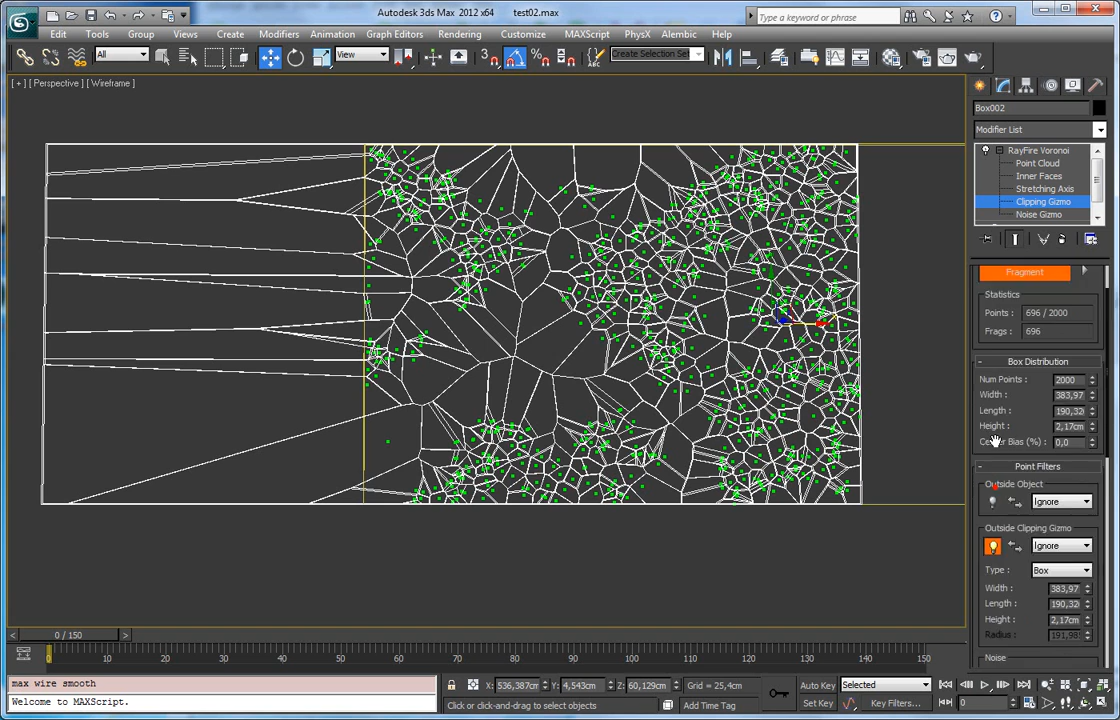 Autodesk 3ds Max 2012 x64 test02.max
Type a keyword or phrase
Edit Tools Group Views Create Modifiers Animation Graph Editors Rendering Customize MAXScript PhysX Alembic Help
All View Create Selection Set
[ + ] [ Perspective ] [ Wireframe ]
Box002
Modifier List
RayFire Voronoi
Point Cloud
Inner Faces
Stretching Axis
Clipping Gizmo
Noise Gizmo
Fragment
Statistics
Points : 696 / 2000
Frags : 696
- Box Distribution
Num Points : 2000
Width : 383,97
Length : 190,32
Height : 2,17cm
Center Bias (%) : 0,0
- Point Filters
Outside Object
Ignore
Outside Clipping Gizmo
Ignore
Type : Box
Width : 383,97
Length : 190,32
Height : 2,17cm
Radius : 191,98
Noise
< 0 / 150 >
0 10 20 30 40 50 60 70 80 90 100 110 120 130 140 150
max wire smooth
Welcome to MAXScript.
X: 536,387cm Y: 4,543cm Z: 60,129cm Grid = 25,4cm
Auto Key Selected
Click or click-and-drag to select objects
Add Time Tag
Set Key Key Filters... 0